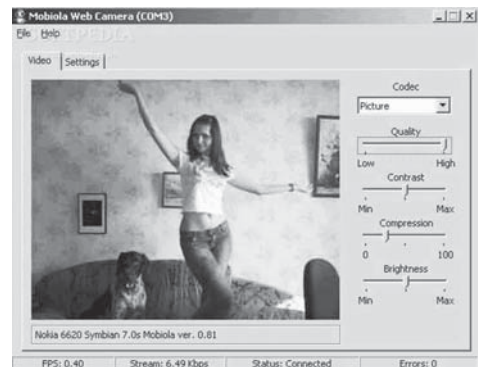 Mobiola Web Camera (COM3)
File Help
Video Settings
Codec
Picture
Quality
Low High
Contrast
Min Max
Compression
0 100
Brightness
Min Max
Nokia 6620 Symbian 7.0s Mobiola ver. 0.81
FPS: 0.40 Stream: 6.49 Kbps Status: Connected Errors: 0